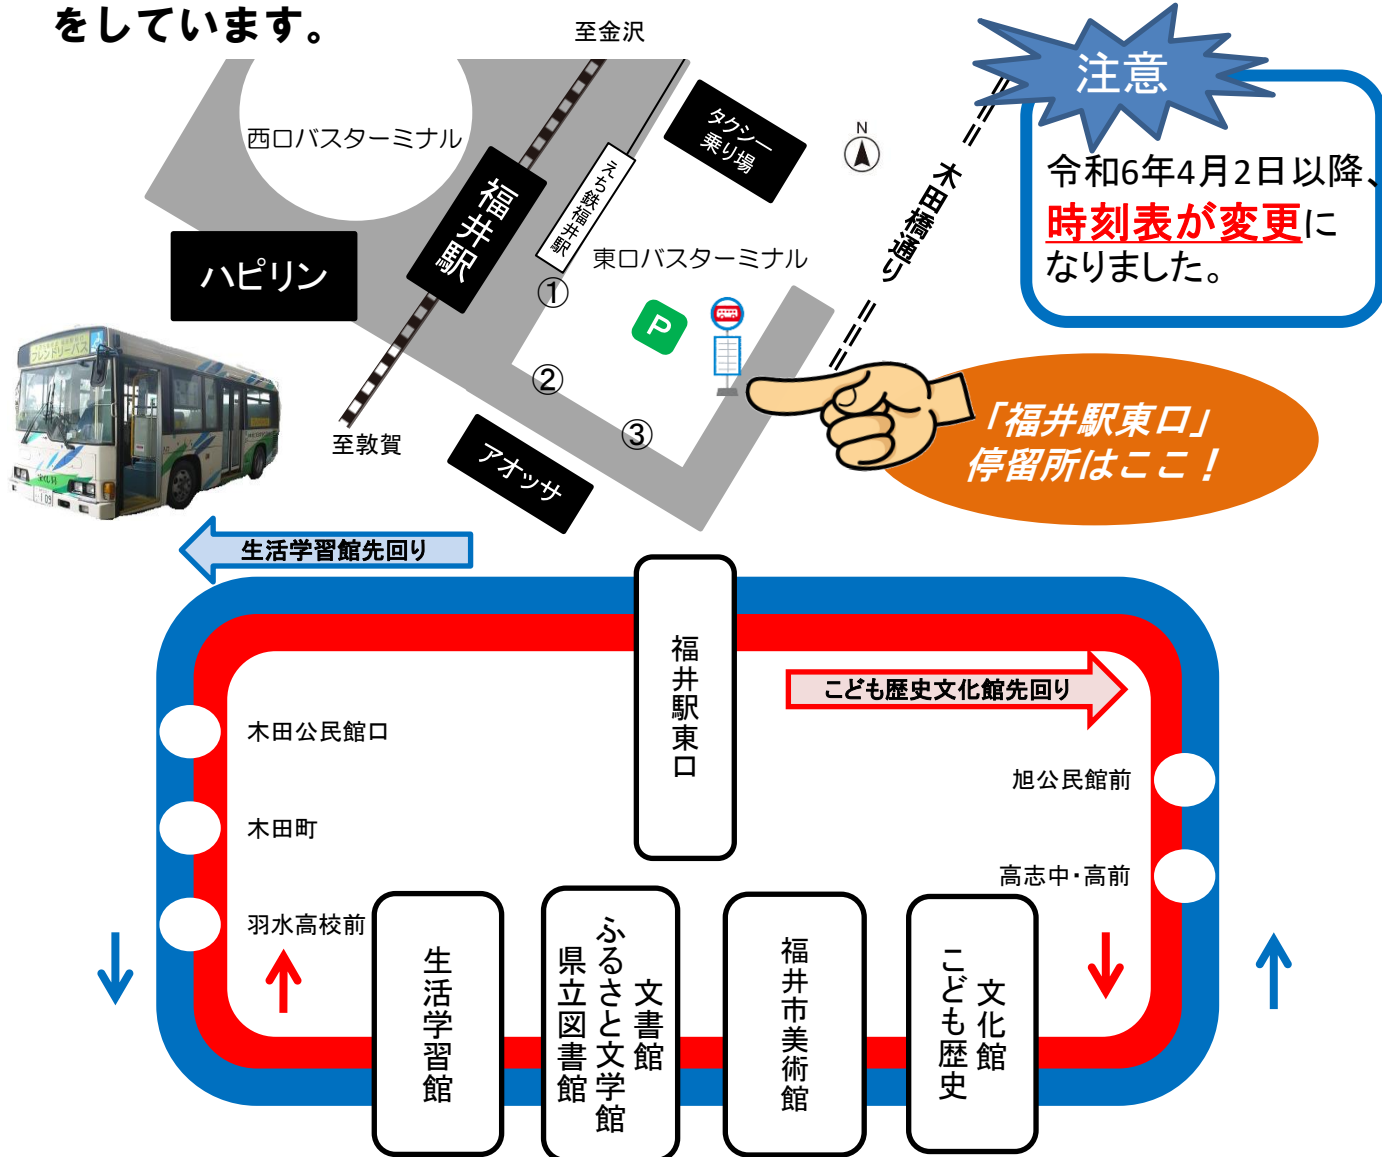 をしています。
至金沢
注意
令和6年4月2日以降、
時刻表が変更に
なりました。
西口バスターミナル
タクシー
乗り場
N
木田橋通り
えち鉄福井駅
福井駅
東口バスターミナル
ハピリン
①
P
フレンドリーバス
②
③
至敦賀
アオッサ
「福井駅東口」
停留所はここ！
109
生活学習館先回り
福井駅東口
こども歴史文化館先回り
木田公民館口
木田町
羽水高校前
旭公民館前
高志中・高前
生活学習館
文書館
ふるさと文学館
県立図書館
福井市美術館
こども歴史
文化館